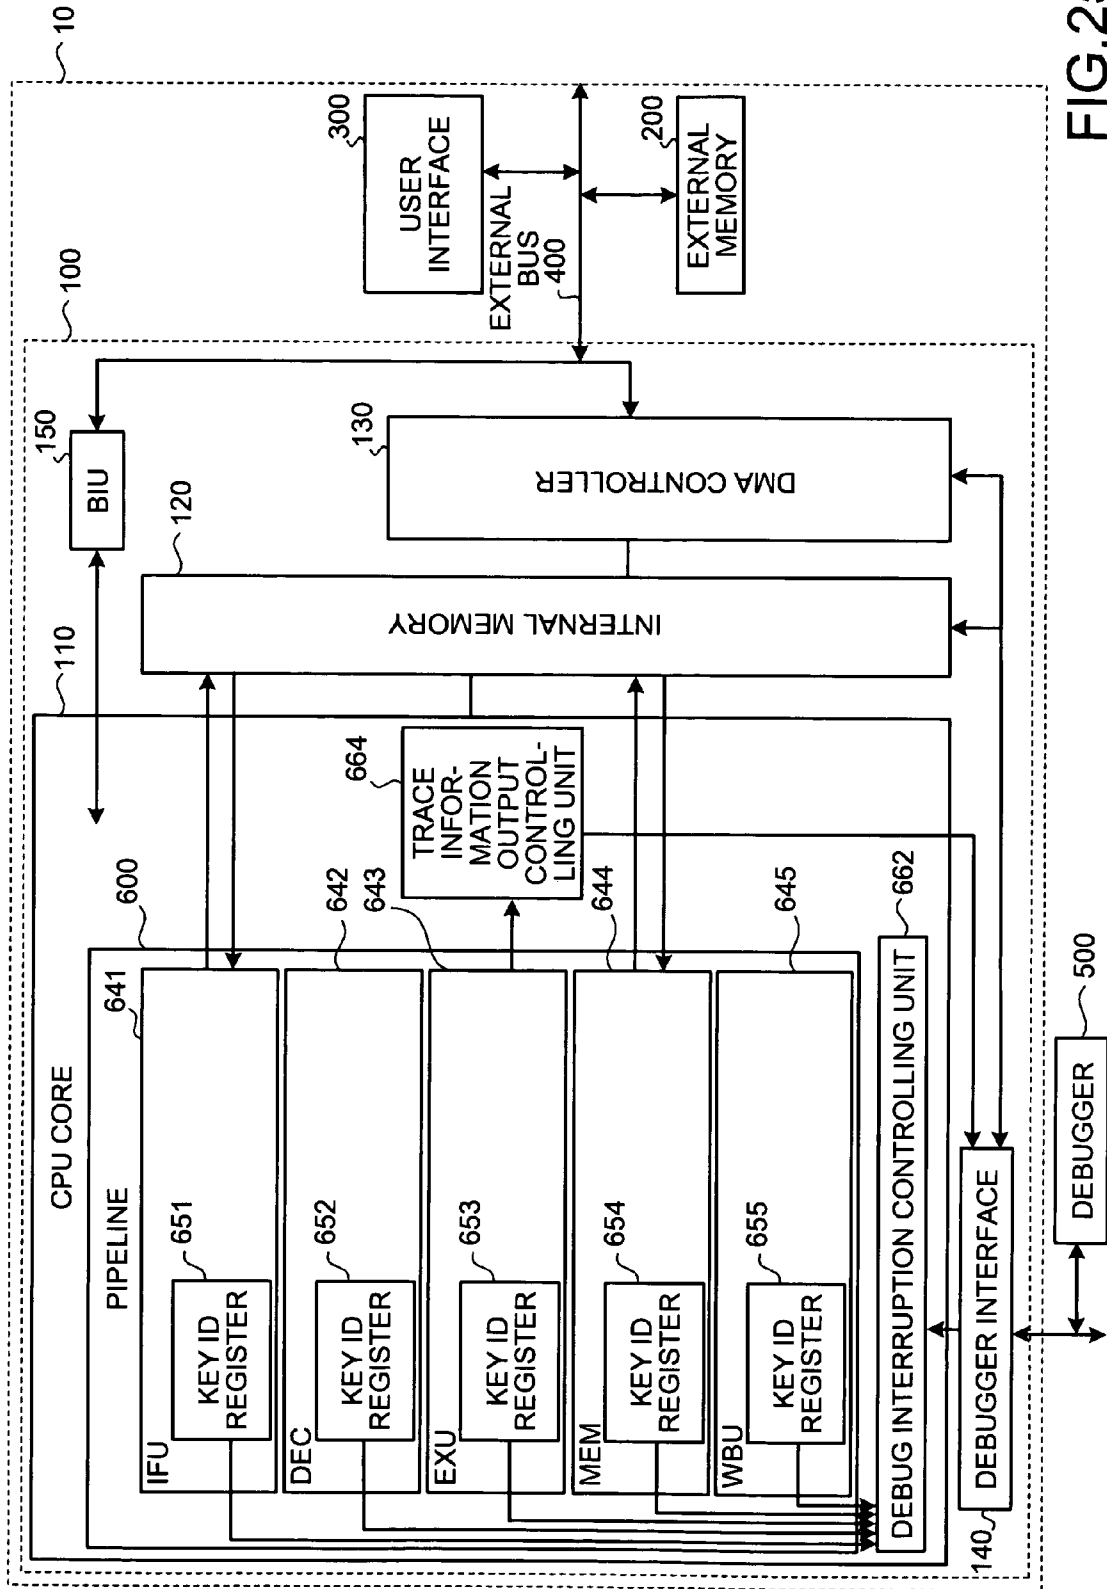 10
100
300
USER
INTERFACE
EXTERNAL
BUS
400
200
EXTERNAL
MEMORY
150
BIU
130
DMA CONTROLLER
120
INTERNAL MEMORY
110
CPU CORE
664
TRACE
INFOR-
MATION
OUTPUT
CONTROL-
LING UNIT
600
PIPELINE
641
IFU
651
KEY ID
REGISTER
642
DEC
652
KEY ID
REGISTER
643
EXU
653
KEY ID
REGISTER
644
MEM
654
KEY ID
REGISTER
645
WBU
655
KEY ID
REGISTER
662
DEBUG INTERRUPTION CONTROLLING UNIT
140
DEBUGGER INTERFACE
500
DEBUGGER